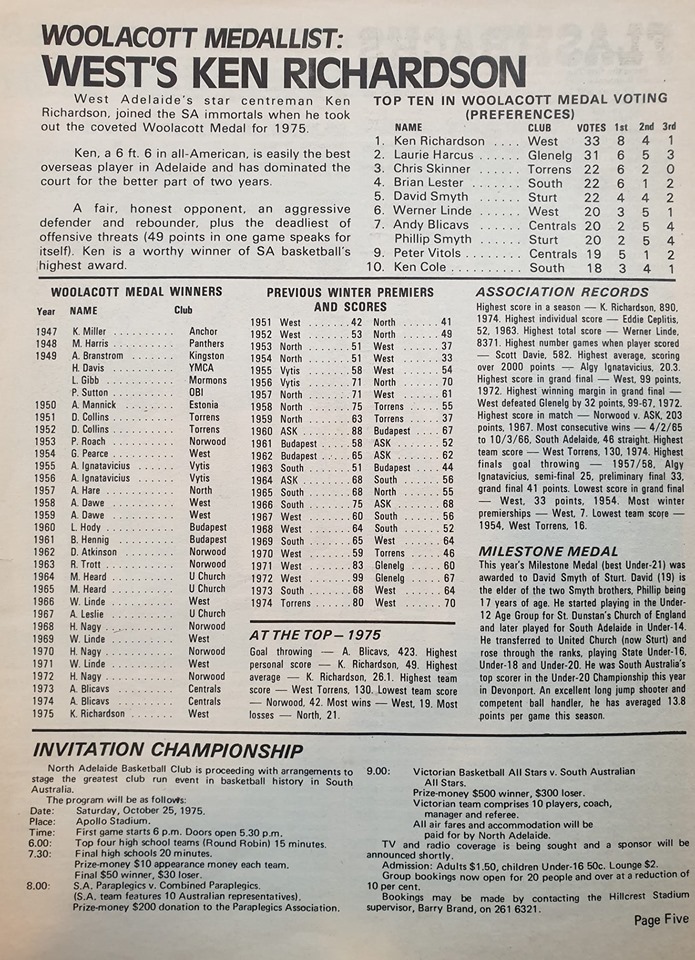 WOOLACOTT MEDALLIST:
WEST'S KEN RICHARDSON
West Adelaide's star centreman Ken
Richardson, joined the SA immortals when he took
out the coveted Woolacott Medal for 1975.
Ken, a 6 ft. 6 in all-American, is easily the best
overseas player in Adelaide and has dominated the
court for the better part of two years.
A fair, honest opponent, an aggressive
defender and rebounder, plus the deadliest of
offensive threats (49 points in one game speaks for
itself). Ken is a worthy winner of SA basketball's
highest award.
TOP TEN IN WOOLACOTT MEDAL VOTING
(PREFERENCES)
NAME CLUB VOTES 1st 2nd 3rd
1. Ken Richardson ..... West 33 8 4 1
2. Laurie Harcus ...... Glenelg 31 6 5 3
3. Chris Skinner ...... Torrens 22 6 2 0
4. Brian Lester ....... South 22 6 1 2
5. David Smyth ....... Sturt 22 4 4 2
6. Werner Linde ...... West 20 3 5 1
7. Andy Blicavs ....... Centrals 20 2 5 4
Phillip Smyth ...... Sturt 20 2 5 4
9. Peter Vitols ........ Centrals 19 5 1 2
10. Ken Cole .......... South 18 3 4 1
WOOLACOTT MEDAL WINNERS
Year NAME Club
1947 K. Miller .......... Anchor
1948 M. Harris .......... Panthers
1949 A. Branstrom ....... Kingston
H. Davis .......... YMCA
L. Gibb .......... Mormons
P. Sutton .......... OBI
1950 A. Mannick .......... Estonia
1951 D. Collins .......... Torrens
1952 D. Collins .......... Torrens
1953 P. Roach .......... Norwood
1954 G. Pearce .......... West
1955 A. Ignatavicius ....... Vytis
1956 A. Ignatavicius ....... Vytis
1957 A. Hare .......... North
1958 A. Dawe .......... West
1959 A. Dawe .......... West
1960 L. Hody .......... Budapest
1961 B. Hennig .......... Budapest
1962 D. Atkinson .......... Norwood
1963 R. Trott .......... Norwood
1964 M. Heard .......... U Church
1965 M. Heard .......... U Church
1966 W. Linde .......... West
1967 A. Leslie .......... U Church
1968 H. Nagy .......... Norwood
1969 W. Linde .......... West
1970 H. Nagy .......... Norwood
1971 W. Linde .......... West
1972 H. Nagy .......... Norwood
1973 A. Blicavs .......... Centrals
1974 A. Blicavs .......... Centrals
1975 K. Richardson ....... West
PREVIOUS WINTER PREMIERS
AND SCORES
1951 West ....... 42 North ..... 41
1952 West ....... 53 North ..... 49
1953 North ...... 51 West ...... 37
1954 North ...... 51 West ...... 33
1955 Vytis ...... 58 West ...... 54
1956 Vytis ...... 71 North ..... 70
1957 North ...... 71 West ...... 61
1958 North ...... 75 Torrens ... 55
1959 North ...... 63 Torrens ... 37
1960 ASK ....... 88 Budapest .. 67
1961 Budapest .... 58 ASK ...... 52
1962 Budapest .... 65 ASK ...... 62
1963 South ...... 51 Budapest .. 44
1964 ASK ....... 68 South ..... 56
1965 South ...... 68 North ..... 55
1966 South ...... 75 ASK ...... 68
1967 West ....... 60 South ..... 56
1968 West ....... 64 South ..... 52
1969 South ...... 65 West ...... 64
1970 West ....... 59 Torrens ... 46
1971 West ....... 83 Glenelg ... 60
1972 West ....... 99 Glenelg ... 67
1973 South ...... 68 West ...... 64
1974 Torrens ..... 80 West ...... 70
AT THE TOP – 1975
Goal throwing — A. Blicavs, 423. Highest
personal score — K. Richardson, 49. Highest
average — K. Richardson, 26.1. Highest team
score — West Torrens, 130. Lowest team score
— Norwood, 42. Most wins — West, 19. Most
losses — North, 21.
ASSOCIATION RECORDS
Highest score in a season — K. Richardson, 890,
1974. Highest individual score — Eddie Ceplitis,
52, 1963. Highest total score — Werner Linde,
8371. Highest number games when player scored
— Scott Davie, 582. Highest average, scoring
over 2000 points — Algy Ignatavicius, 20.3.
Highest score in grand final — West, 99 points,
1972. Highest winning margin in grand final —
West defeated Glenelg by 32 points, 99-67, 1972.
Highest score in match — Norwood v. ASK, 203
points, 1967. Most consecutive wins — 4/2/65
to 10/3/66, South Adelaide, 46 straight. Highest
team score — West Torrens, 130, 1974. Highest
finals goal throwing — 1957/58, Algy
Ignatavicius, semi-final 25, preliminary final 33,
grand final 41 points. Lowest score in grand final
— West, 33 points, 1954. Most minor
premierships — West, 7. Lowest team score —
1954, West Torrens, 16.
MILESTONE MEDAL
This year's Milestone Medal (best Under-21) was
awarded to David Smyth of Sturt. David (19) is
the elder of the two Smyth brothers, Phillip being
17 years of age. He started playing in the Under-
12 Age Group for St. Dunstan's Church of England
and later played for South Adelaide in Under-14.
He transferred to United Church (now Sturt) and
rose through the ranks, playing State Under-16,
Under-18 and Under-20. He was South Australia's
top scorer in the Under-20 Championship this year
in Devonport. An excellent long jump shooter and
competent ball handler, he has averaged 13.8
points per game this season.
INVITATION CHAMPIONSHIP
North Adelaide Basketball Club is proceeding with arrangements to
stage the greatest club run event in basketball history in South
Australia.
The program will be as follows:
Date: Saturday, October 25, 1975.
Place: Apollo Stadium.
Time: First game starts 6 p.m. Doors open 5.30 p.m.
6.00: Top four high school teams (Round Robin) 15 minutes.
7.30: Final high schools 20 minutes.
Prize-money $10 appearance money each team.
Final $50 winner, $30 loser.
8.00: S.A. Paraplegics v. Combined Paraplegics.
(S.A. team features 10 Australian representatives).
Prize-money $200 donation to the Paraplegics Association.
9.00: Victorian Basketball All Stars v. South Australian
All Stars.
Prize-money $500 winner, $300 loser.
Victorian team comprises 10 players, coach,
manager and referee.
All air fares and accommodation will be
paid for by North Adelaide.
TV and radio coverage is being sought and a sponsor will be
announced shortly.
Admission: Adults $1.50, children Under-16 50c. Lounge $2.
Group bookings now open for 20 people and over at a reduction of
10 per cent.
Bookings may be made by contacting the Hillcrest Stadium
supervisor, Barry Brand, on 261 6321.
Page Five